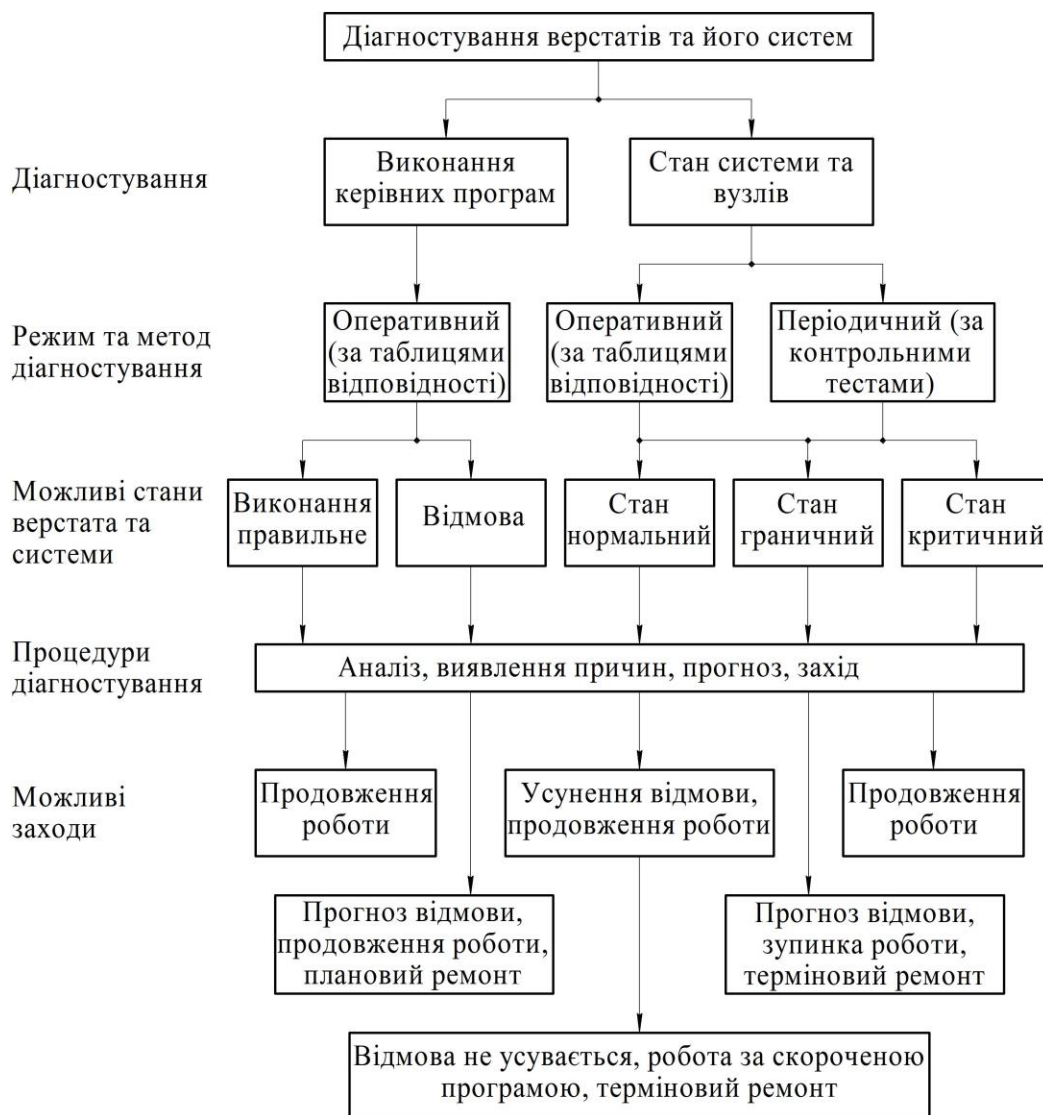 Діагностування верстатів та його систем
Діагностування
Виконання
керівних програм
Стан системи та
вузлів
Режим та метод
діагностування
Оперативний
(за таблицями
відповідності)
Оперативний
(за таблицями
відповідності)
Періодичний (за
контрольними
тестами)
Можливі стани
верстата та
системи
Виконання
правильне
Відмова
Стан
нормальний
Стан
граничний
Стан
критичний
Процедури
діагностування
Аналіз, виявлення причин, прогноз, захід
Можливі
заходи
Продовження
роботи
Усунення відмови,
продовження роботи
Продовження
роботи
Прогноз відмови,
продовження роботи,
плановий ремонт
Прогноз відмови,
зупинка роботи,
терміновий ремонт
Відмова не усувається, робота за скороченою
програмою, терміновий ремонт